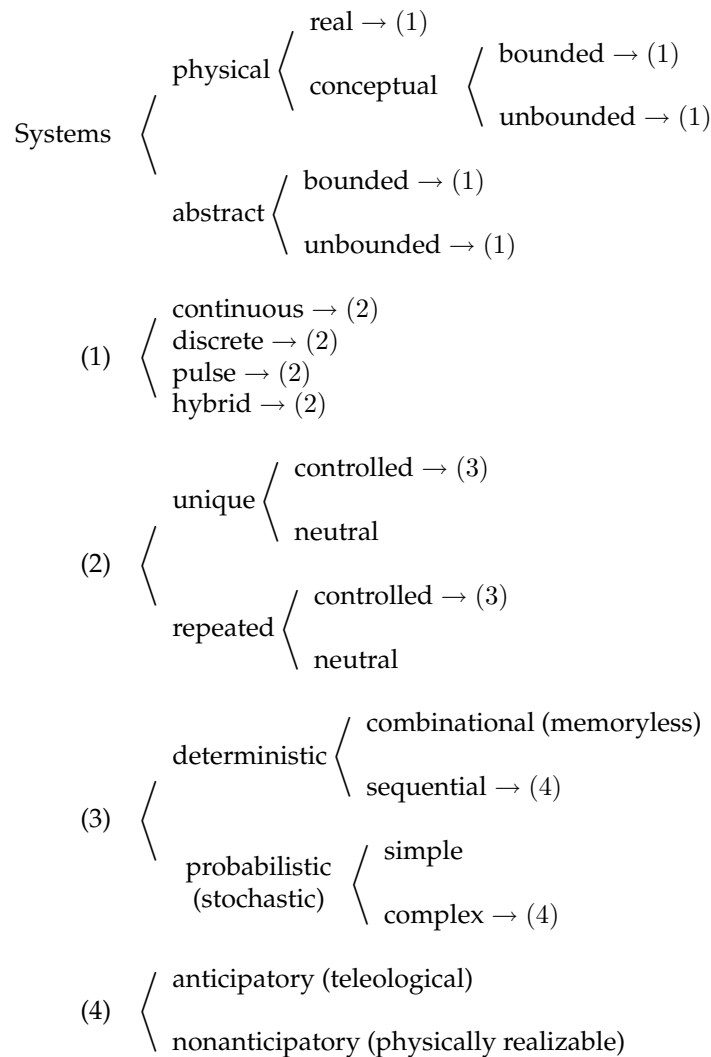 real → (1)
physical
bounded → (1)
conceptual
unbounded → (1)
Systems
bounded → (1)
abstract
unbounded → (1)
continuous → (2)
discrete → (2)
(1)
pulse → (2)
hybrid → (2)
controlled → (3)
unique
neutral
(2)
controlled → (3)
repeated
neutral
combinational (memoryless)
deterministic
sequential → (4)
(3)
simple
probabilistic
(stochastic)
complex → (4)
anticipatory (teleological)
(4)
nonanticipatory (physically realizable)